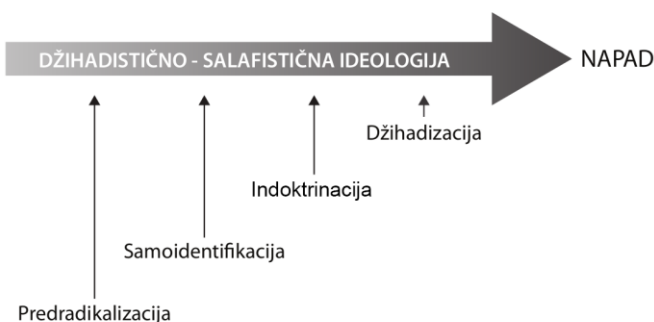 DŽIHADISTIČNO - SALAFISTIČNA IDEOLOGIJA
NAPAD
Džihadizacija
Indoktrinacija
Samoidentifikacija
Predradikalizacija